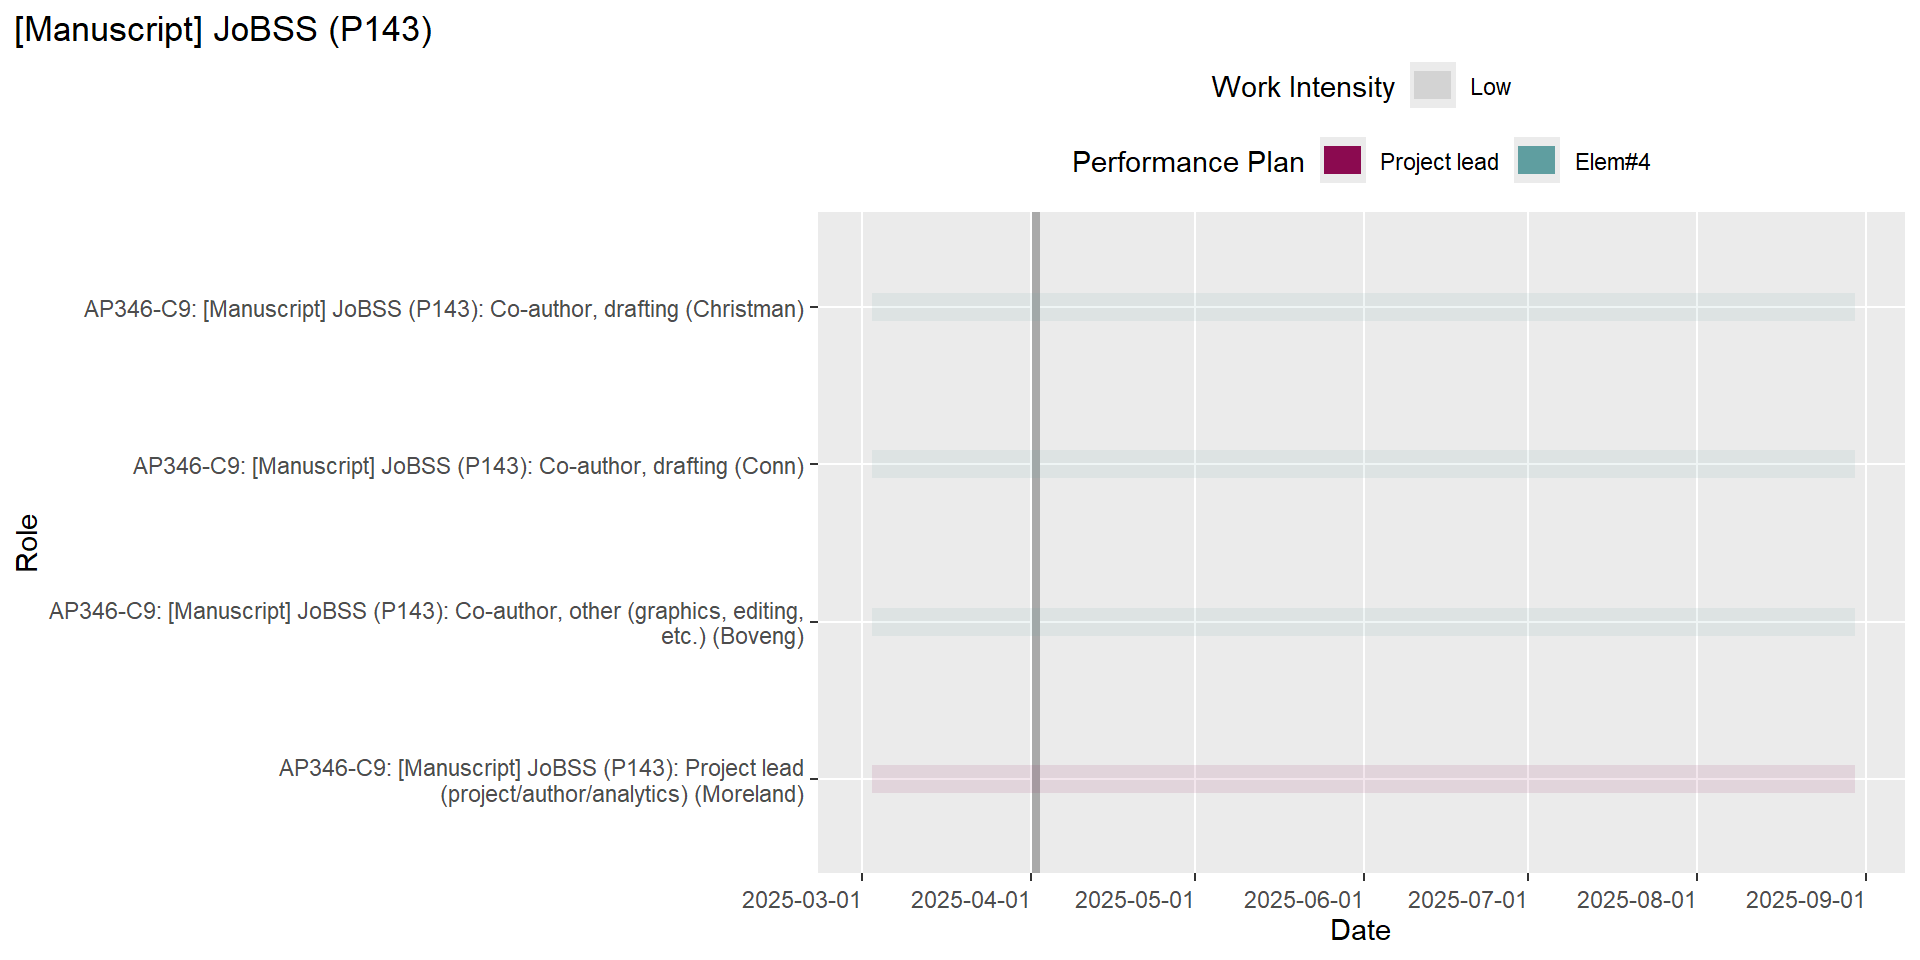 [Manuscript] JoBSS (P143)
Work Intensity Low
Performance Plan Project lead Elem#4
AP346-C9: [Manuscript] JoBSS (P143): Co-author, drafting (Christman)
AP346-C9: [Manuscript] JoBSS (P143): Co-author, drafting (Conn)
Role
AP346-C9: [Manuscript] JoBSS (P143): Co-author, other (graphics, editing,
etc.) (Boveng)
AP346-C9: [Manuscript] JoBSS (P143): Project lead
(project/author/analytics) (Moreland)
2025-03-01 2025-04-01 2025-05-01 2025-06-01 2025-07-01 2025-08-01 2025-09-01
Date